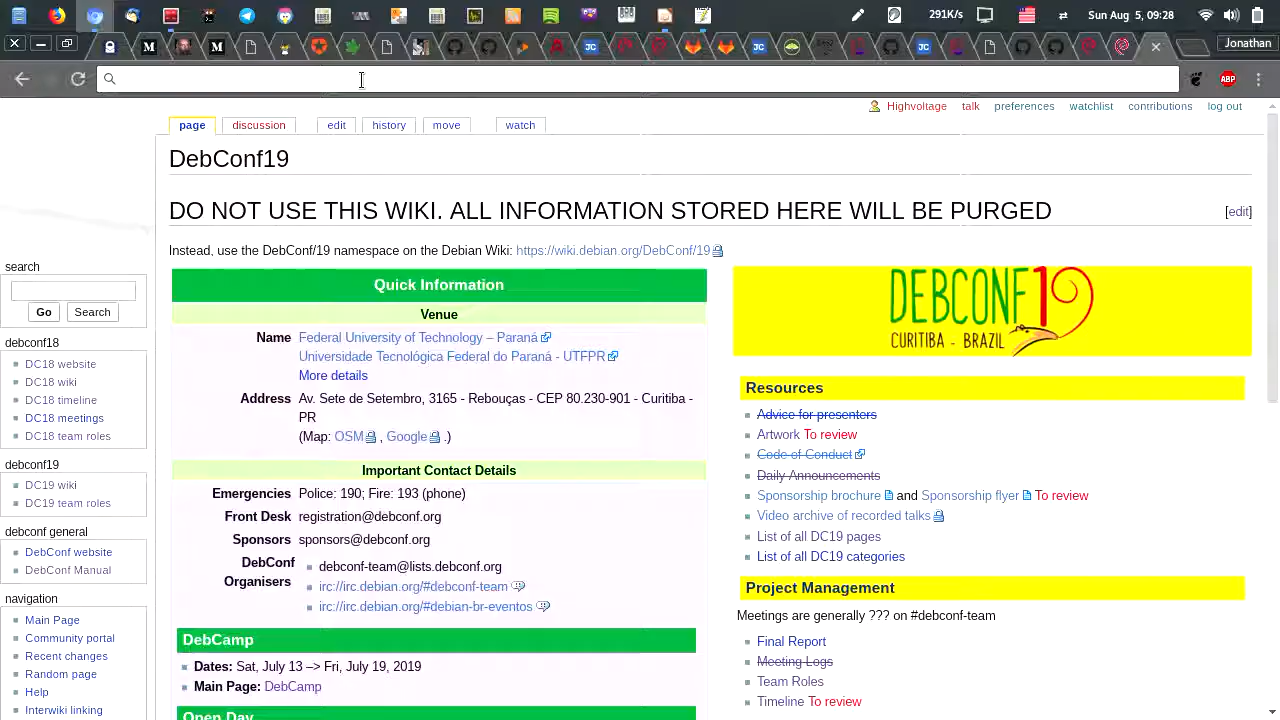 291K/s
Sun Aug 5, 09:28
Jonathan
ABP
Highvoltage talk preferences watchlist contributions log out
page discussion edit history move watch
DebConf19
DO NOT USE THIS WIKI. ALL INFORMATION STORED HERE WILL BE PURGED
[edit]
Instead, use the DebConf/19 namespace on the Debian Wiki: https://wiki.debian.org/DebConf/19
search
Go Search
debconf18
DC18 website
DC18 wiki
DC18 timeline
DC18 meetings
DC18 team roles
debconf19
DC19 wiki
DC19 team roles
debconf general
DebConf website
DebConf Manual
navigation
Main Page
Community portal
Recent changes
Random page
Help
Interwiki linking
Quick Information
Venue
Name Federal University of Technology – Paraná
Universidade Tecnológica Federal do Paraná - UTFPR
More details
Address Av. Sete de Setembro, 3165 - Rebouças - CEP 80.230-901 - Curitiba -
PR
(Map: OSM , Google .)
Important Contact Details
Emergencies Police: 190; Fire: 193 (phone)
Front Desk registration@debconf.org
Sponsors sponsors@debconf.org
DebConf Organisers
debconf-team@lists.debconf.org
irc://irc.debian.org/#debconf-team
irc://irc.debian.org/#debian-br-eventos
DebCamp
Dates: Sat, July 13 –> Fri, July 19, 2019
Main Page: DebCamp
Open Day
DEBCONF19
CURITIBA - BRAZIL
Resources
Advice for presenters
Artwork To review
Code of Conduct
Daily Announcements
Sponsorship brochure and Sponsorship flyer To review
Video archive of recorded talks
List of all DC19 pages
List of all DC19 categories
Project Management
Meetings are generally ??? on #debconf-team
Final Report
Meeting Logs
Team Roles
Timeline To review